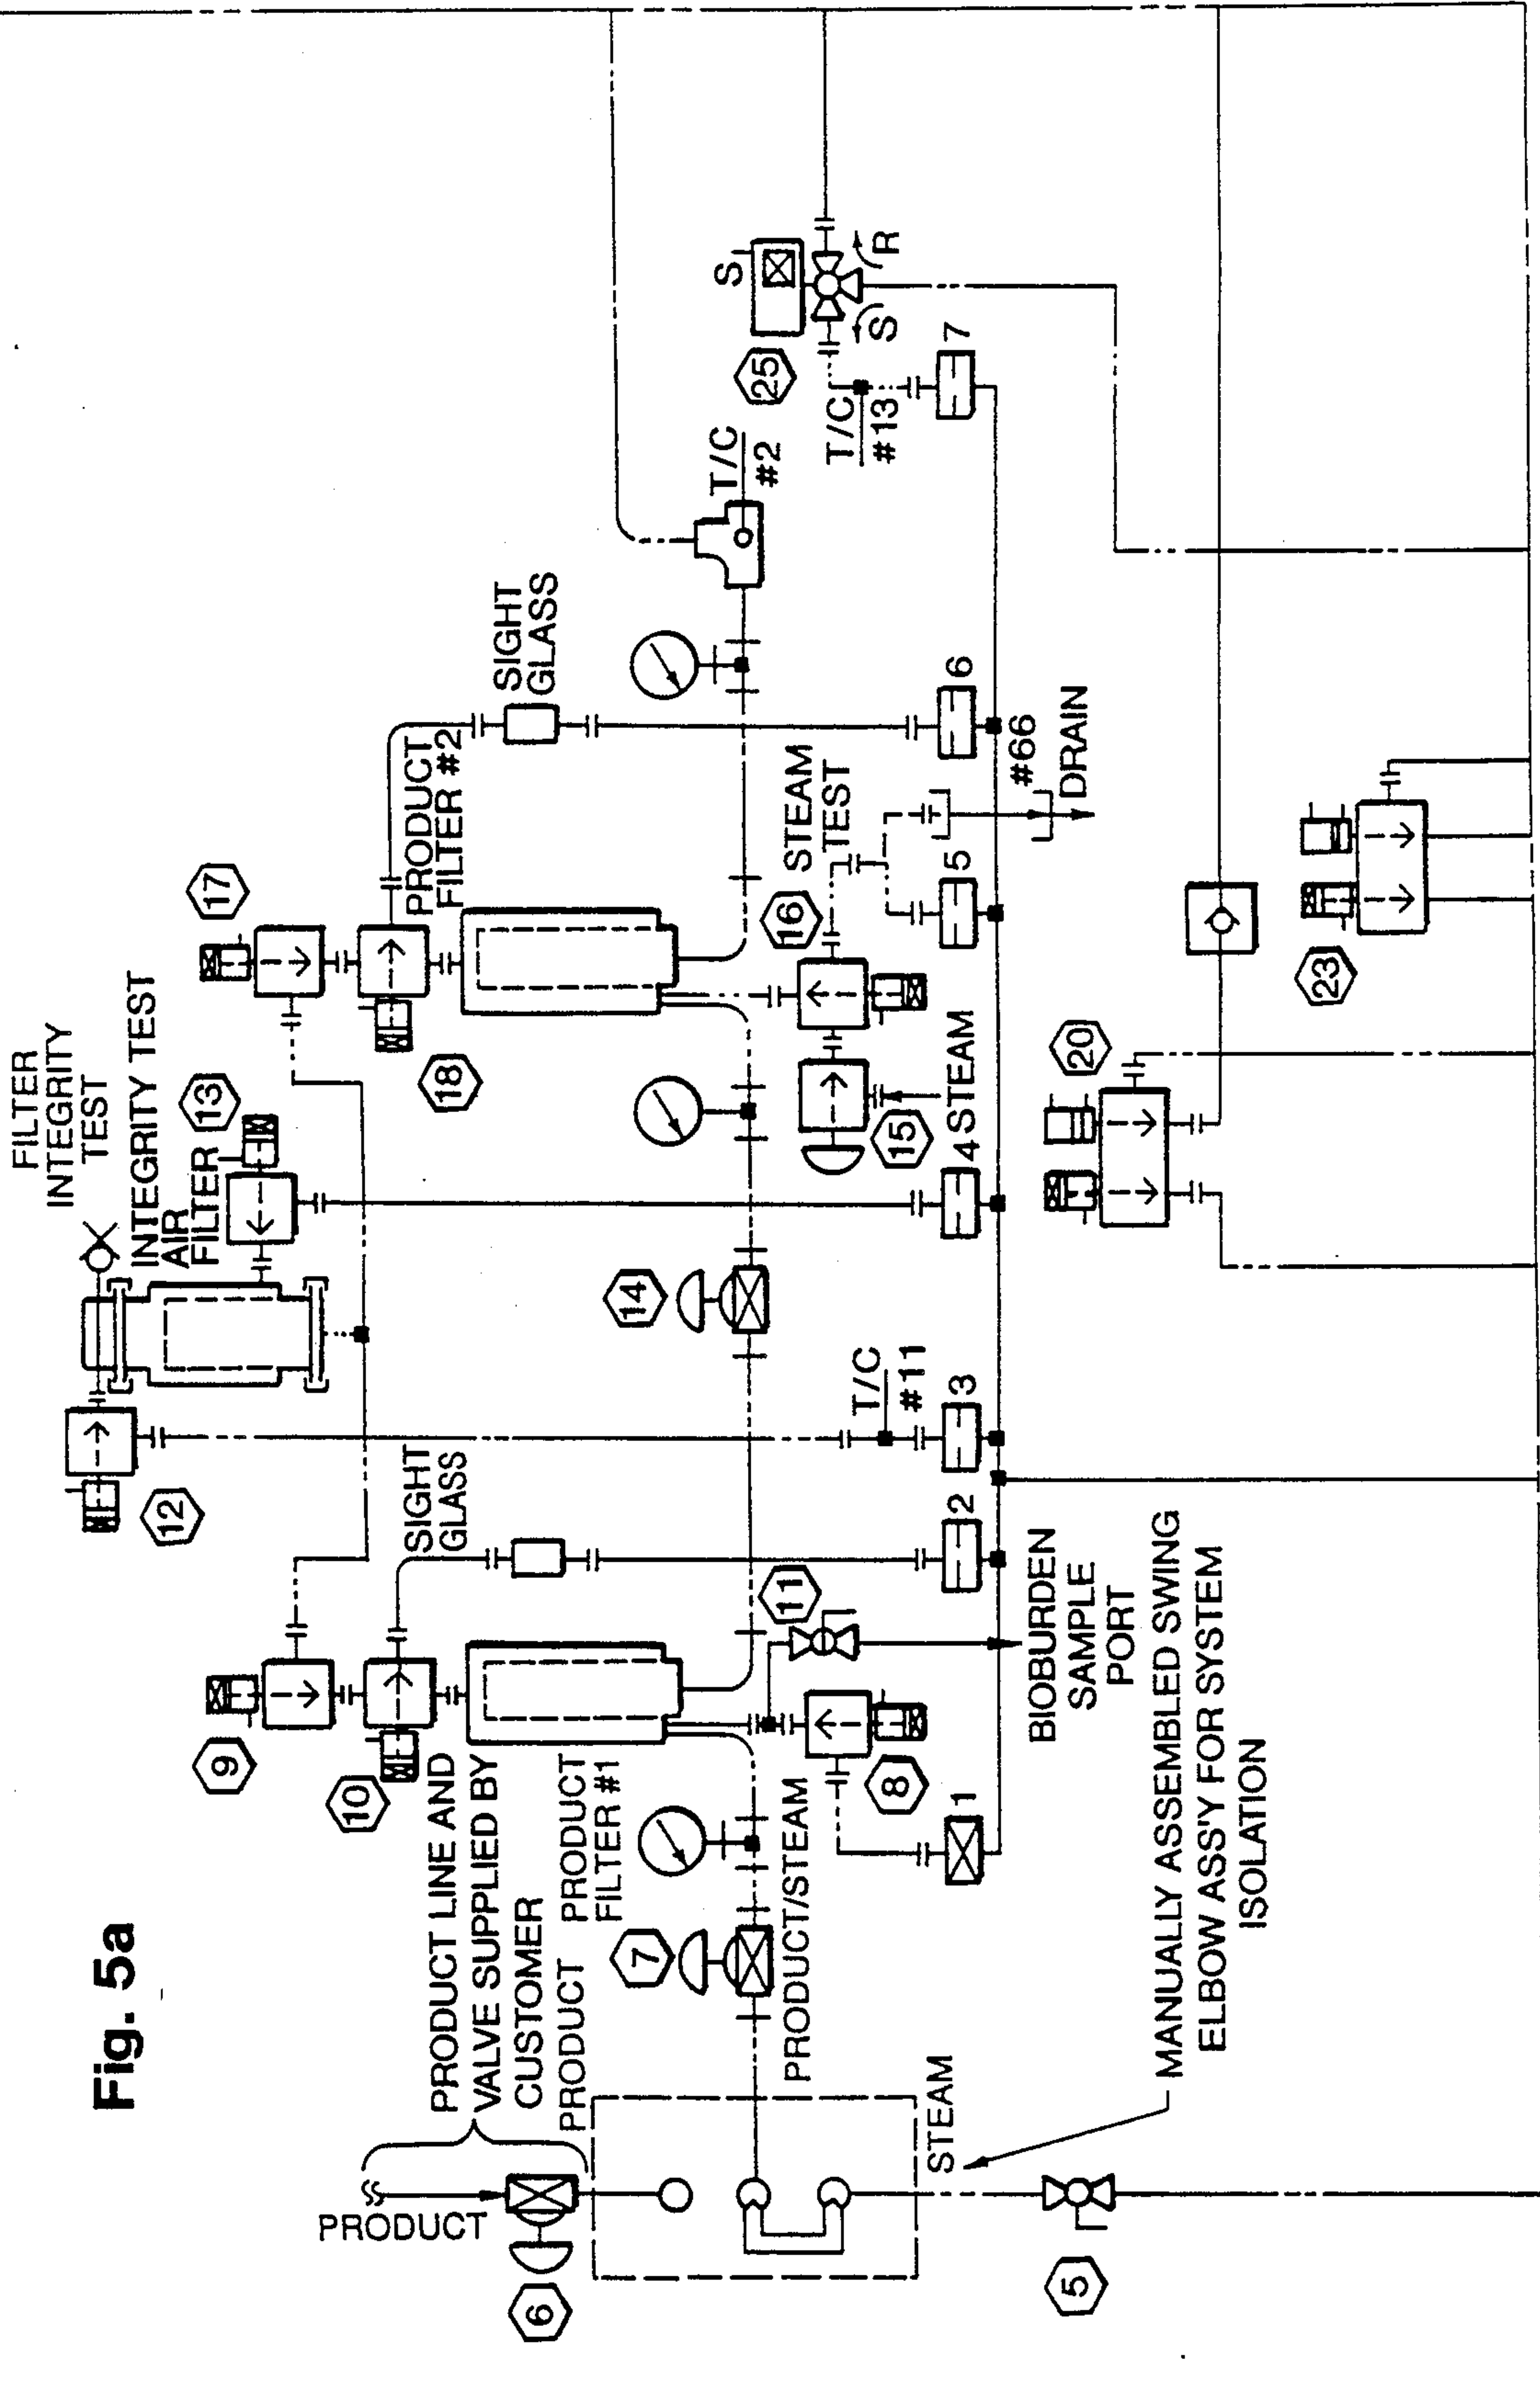 Fig. 5a
FILTER
INTEGRITY
TEST
INTEGRITY TEST
AIR
FILTER
12
13
17
9
10
18
SIGHT
GLASS
PRODUCT
FILTER #2
SIGHT
GLASS
PRODUCT LINE AND
VALVE SUPPLIED BY
CUSTOMER
PRODUCT
PRODUCT
FILTER #1
PRODUCT
6
7
14
T/C
#2
S
25
S
R
PRODUCT/STEAM
11
8
T/C
#11
15
16
STEAM
TEST
T/C
#13
STEAM
STEAM
1
2
3
4
5
6
7
#66
DRAIN
BIOBURDEN
SAMPLE
PORT
MANUALLY ASSEMBLED SWING
ELBOW ASS'Y FOR SYSTEM
ISOLATION
5
20
23